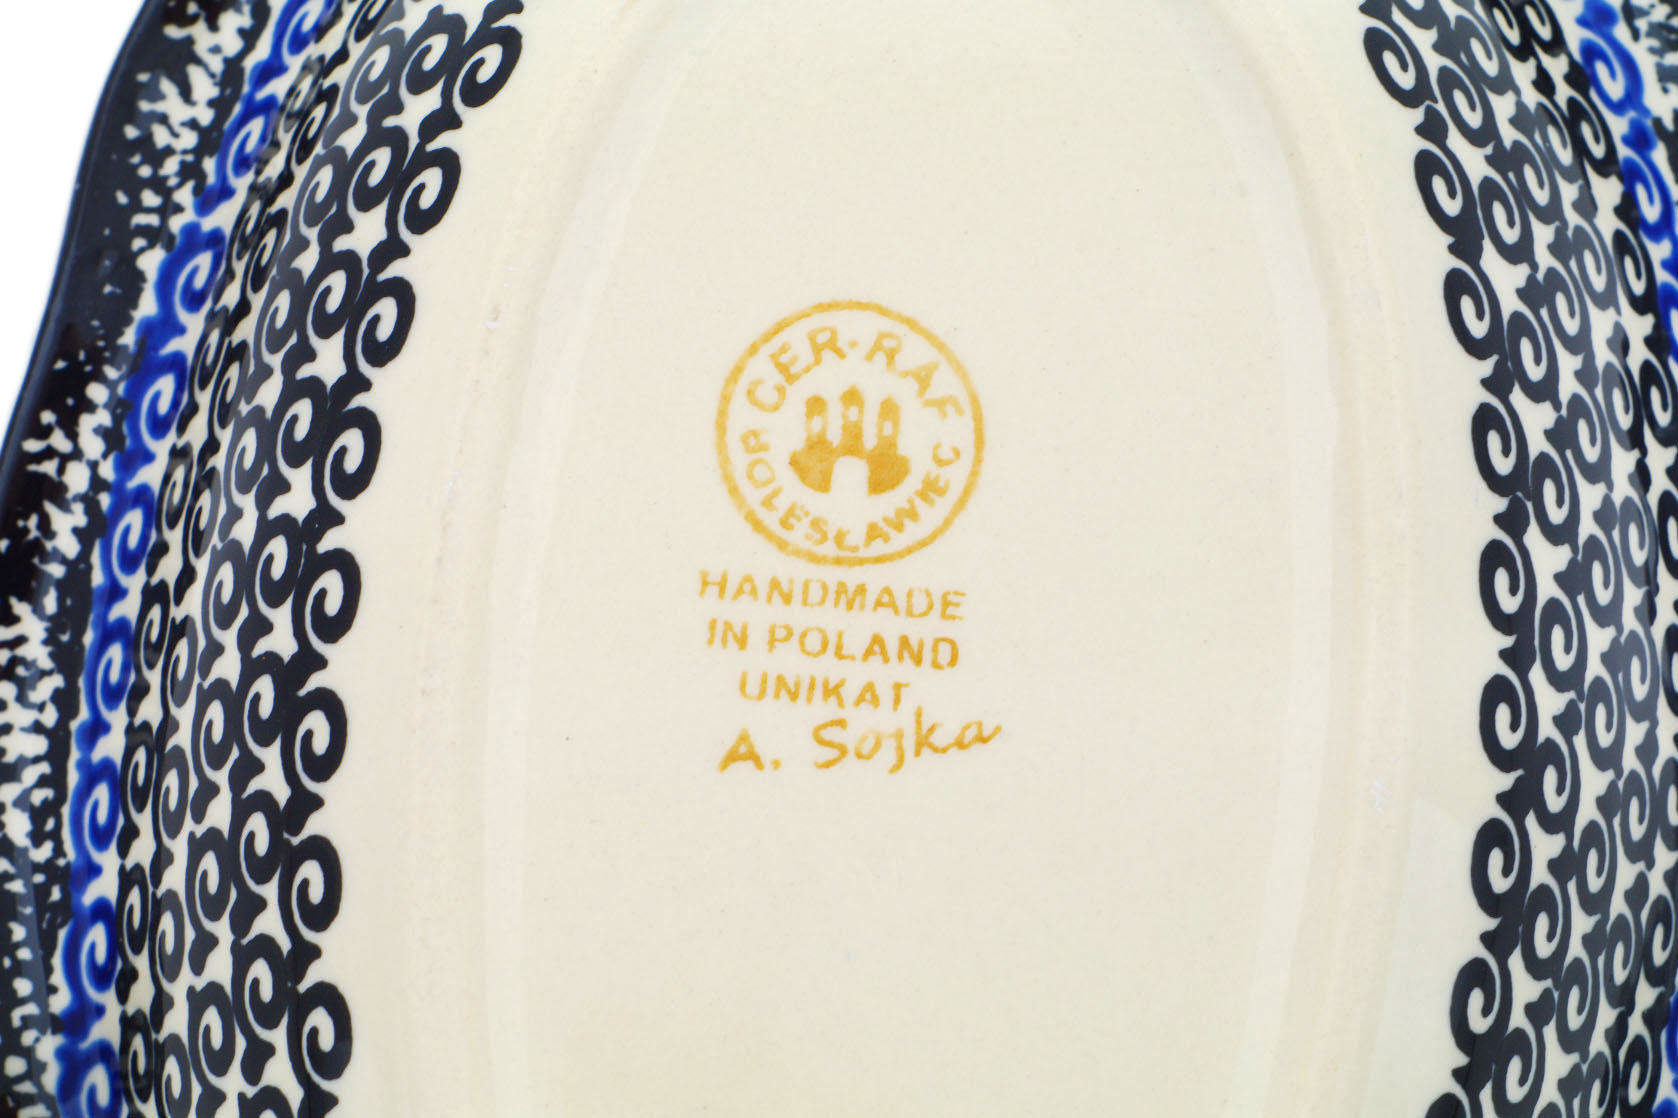 CER-RAF
BOLESŁAWIEC
HANDMADE
IN POLAND
UNIKAT
A. Sojka